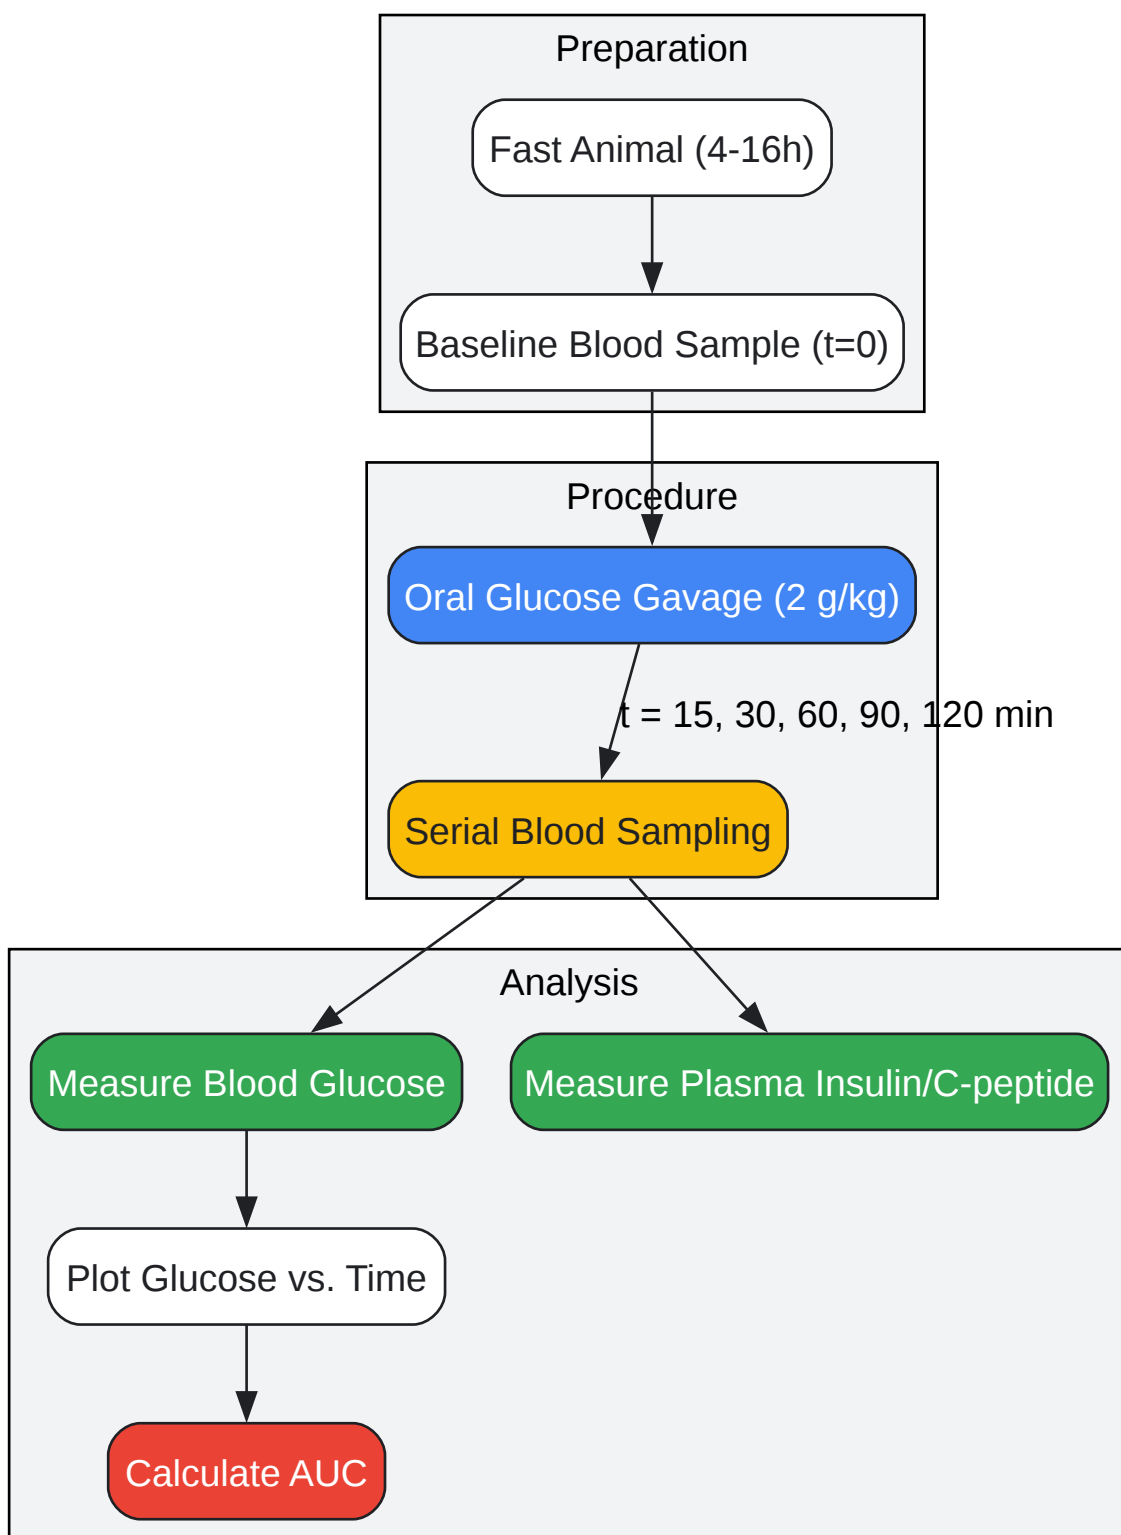 Preparation
Fast Animal (4-16h)
Baseline Blood Sample (t=0)
Procedure
Oral Glucose Gavage (2 g/kg)
t = 15, 30, 60, 90, 120 min
Serial Blood Sampling
Analysis
Measure Blood Glucose
Measure Plasma Insulin/C-peptide
Plot Glucose vs. Time
Calculate AUC